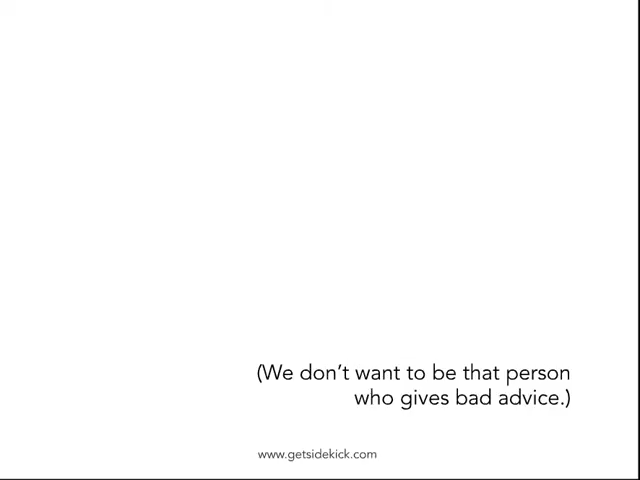 (We don’t want to be that person
who gives bad advice.)
www.getsidekick.com